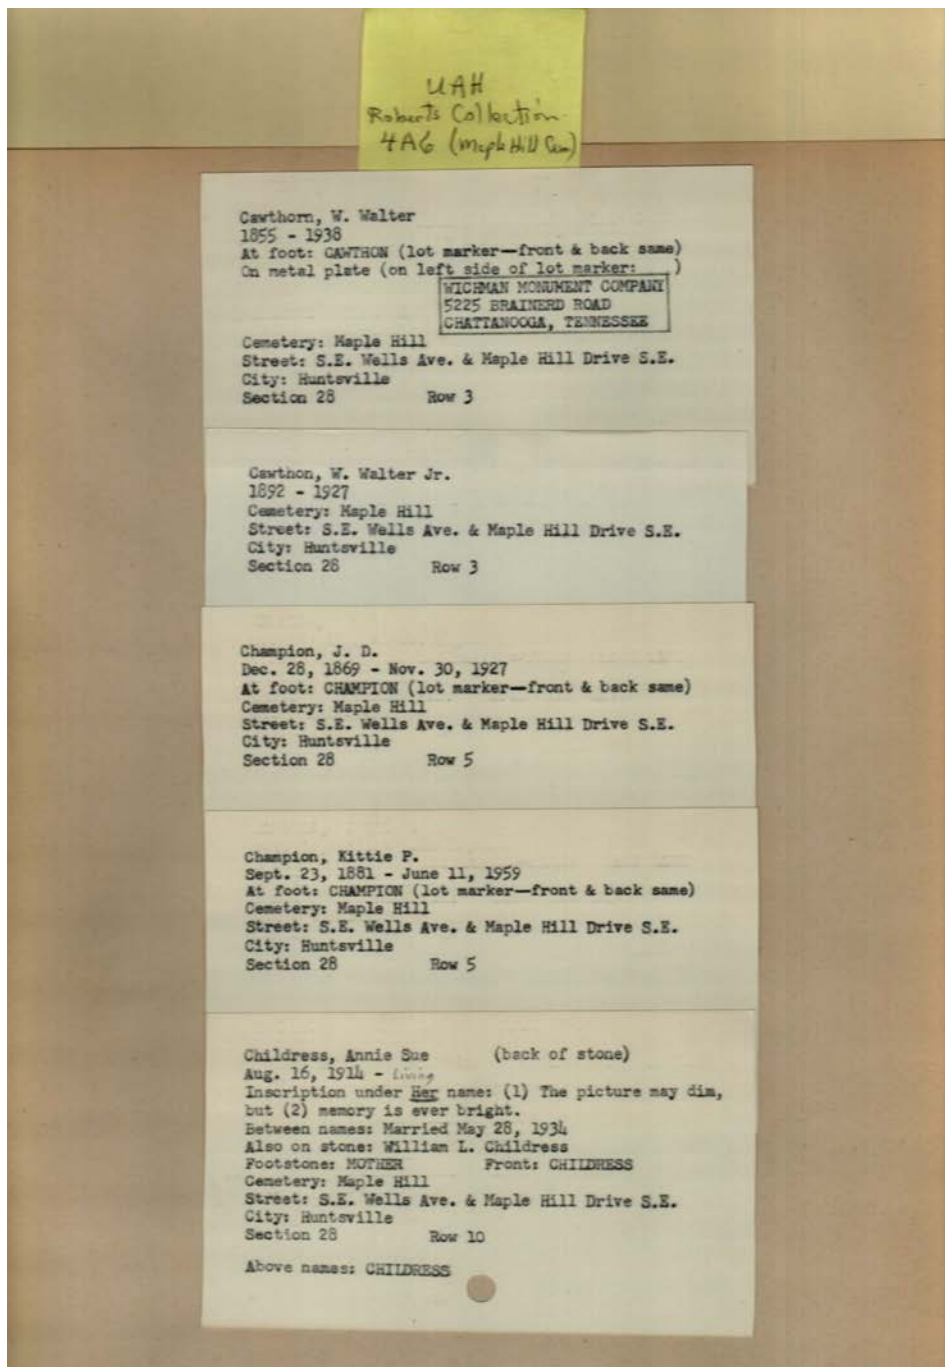 UAH
Roberts Collection
4A6 (Maple Hill Cem)
Cawthorn, W. Walter
1855 - 1938
At foot: CAWTHON (lot marker—front & back same)
On metal plate (on left side of lot marker:    )
WICHMAN MONUMENT COMPANY
5225 BRAINERD ROAD
CHATTANOOGA, TENNESSEE
Cemetery: Maple Hill
Street: S.E. Wells Ave. & Maple Hill Drive S.E.
City: Huntsville
Section 28 Row 3
Cawthon, W. Walter Jr.
1892 - 1927
Cemetery: Maple Hill
Street: S.E. Wells Ave. & Maple Hill Drive S.E.
City: Huntsville
Section 28 Row 3
Champion, J. D.
Dec. 28, 1869 - Nov. 30, 1927
At foot: CHAMPION (lot marker—front & back same)
Cemetery: Maple Hill
Street: S.E. Wells Ave. & Maple Hill Drive S.E.
City: Huntsville
Section 28 Row 5
Champion, Kittie P.
Sept. 23, 1881 - June 11, 1959
At foot: CHAMPION (lot marker—front & back same)
Cemetery: Maple Hill
Street: S.E. Wells Ave. & Maple Hill Drive S.E.
City: Huntsville
Section 28 Row 5
Childress, Annie Sue (back of stone)
Aug. 16, 1914 - Living
Inscription under Her name: (1) The picture may dim,
but (2) memory is ever bright.
Between names: Married May 28, 1934
Also on stone: William L. Childress
Footstone: MOTHER Front: CHILDRESS
Cemetery: Maple Hill
Street: S.E. Wells Ave. & Maple Hill Drive S.E.
City: Huntsville
Section 28 Row 10
Above names: CHILDRESS